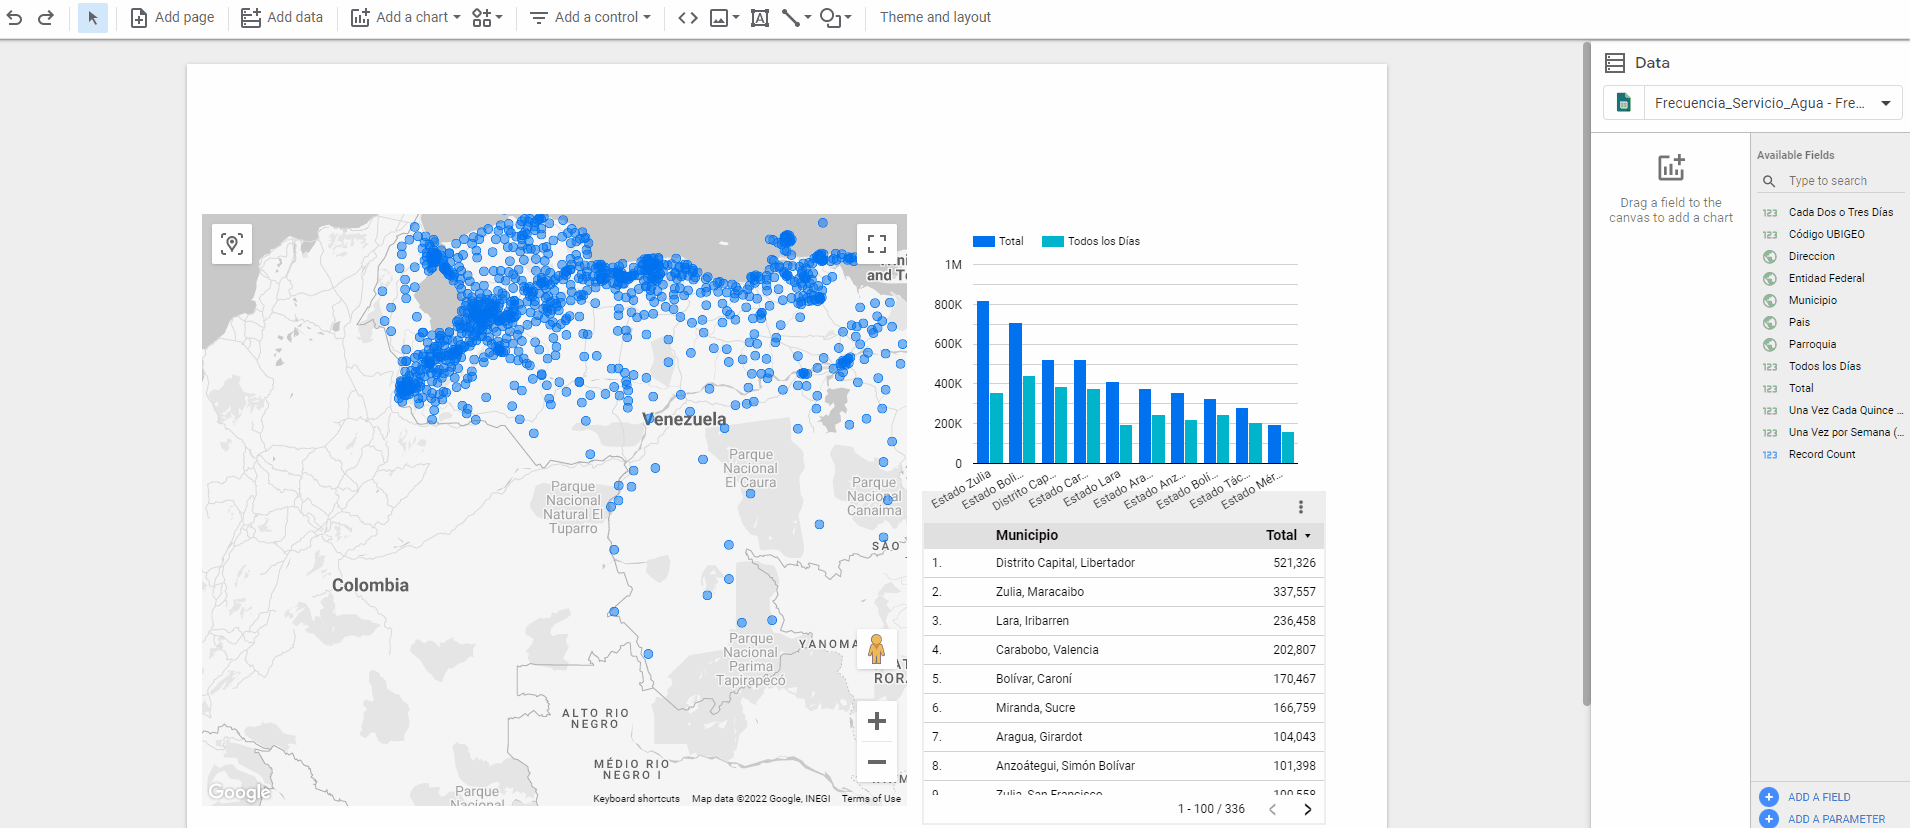 Add page
Add data
Add a chart
Add a control
Theme and layout
Data
Frecuencia_Servicio_Agua - Fre...
Drag a field to the
canvas to add a chart
Available Fields
Type to search
123 Cada Dos o Tres Días
123 Código UBIGEO
Direccion
Entidad Federal
Municipio
Pais
Parroquia
123 Todos los Días
123 Total
123 Una Vez Cada Quince ...
123 Una Vez por Semana (...
123 Record Count
ADD A FIELD
ADD A PARAMETER
and T
Venezuela
Parque
Nacional
El Caura
Parque
Nacional
Canaima
Parque
Nacional
Natural El
Tuparro
SÃO
Colombia
YANOMA
Parque
Nacional
Parima
Tapirapécó
ROR
ALTO RIO
NEGRO
MÉDIO RIO
NEGRO I
Parque
Nacional
Google
Keyboard shortcuts
Map data ©2022 Google, INEGI
Terms of Use
Total
Todos los Días
1M
800K
600K
400K
200K
0
Estado Zulia
Estado Bolí...
Distrito Cap...
Estado Car...
Estado Lara
Estado Ara...
Estado Anz...
Estado Bolí...
Estado Tác...
Estado Mér...
Municipio Total
1. Distrito Capital, Libertador 521,326
2. Zulia, Maracaibo 337,557
3. Lara, Iribarren 236,458
4. Carabobo, Valencia 202,807
5. Bolívar, Caroní 170,467
6. Miranda, Sucre 166,759
7. Aragua, Girardot 104,043
8. Anzoátegui, Simón Bolívar 101,398
9. Zulia, San Francisco 100,558
1 - 100 / 336